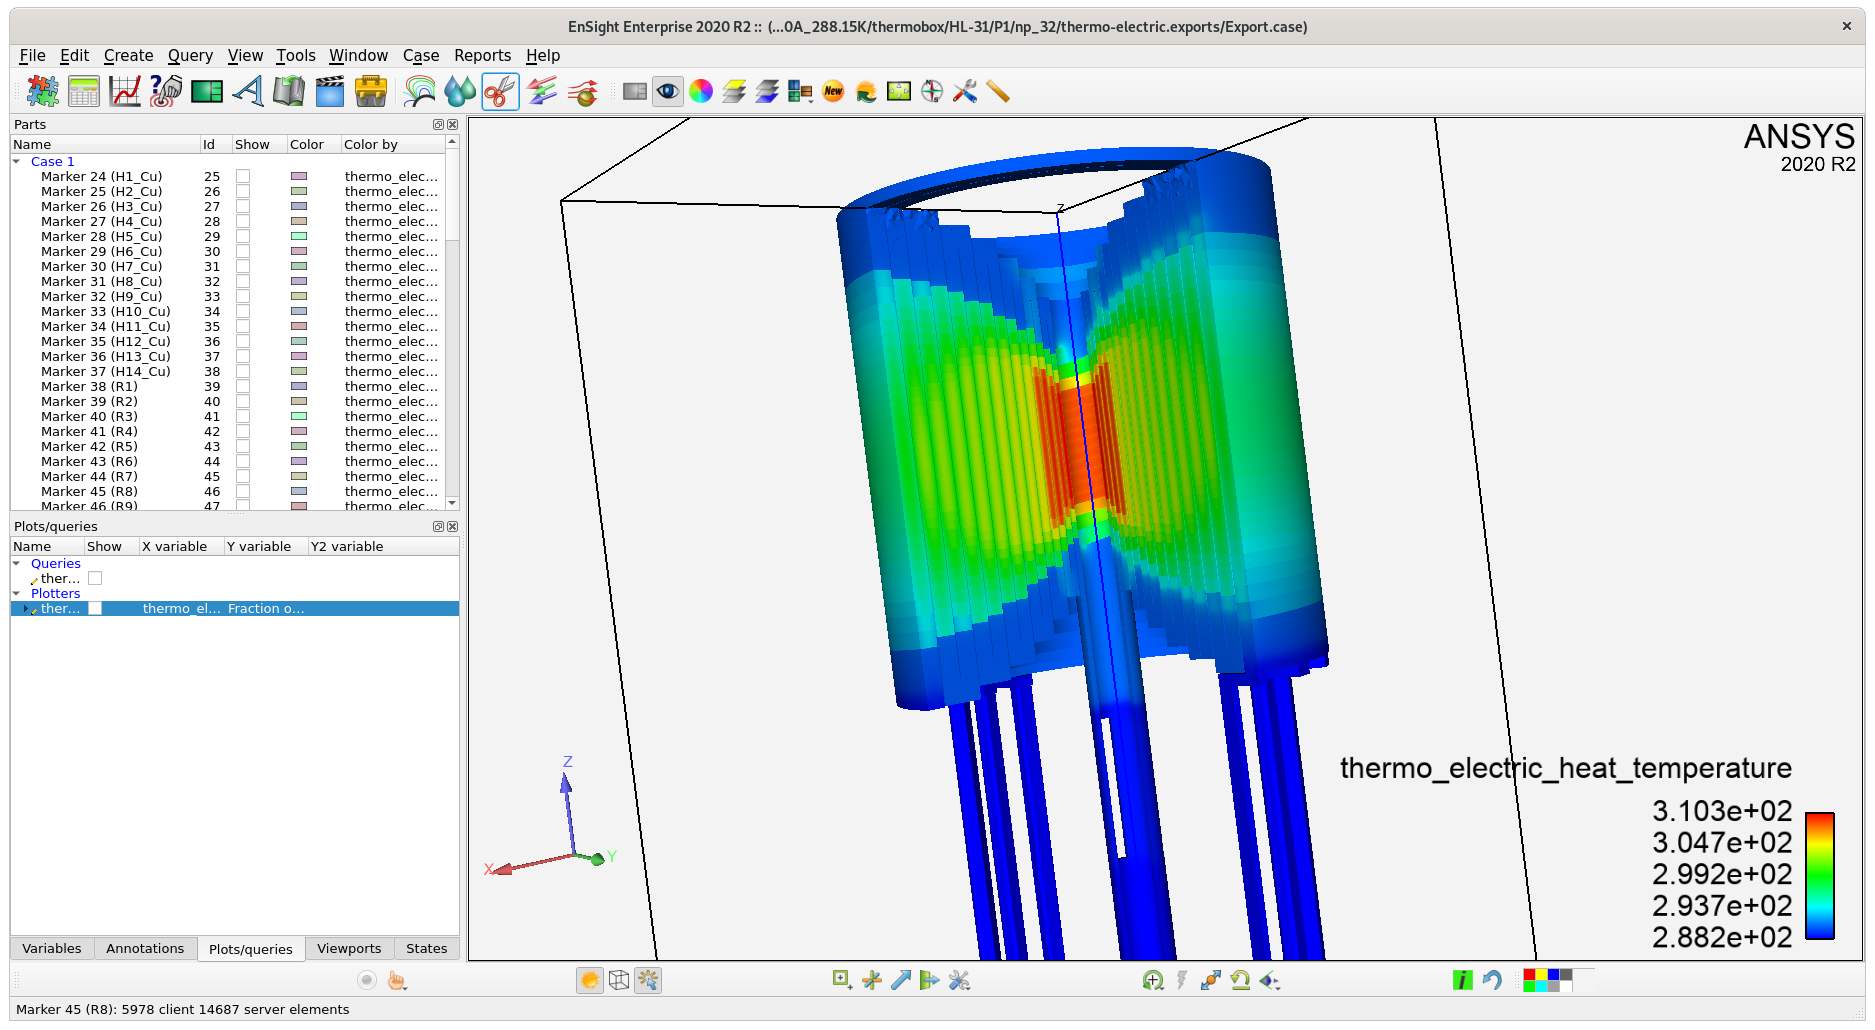 EnSight Enterprise 2020 R2 :: (...0A_288.15K/thermobox/HL-31/P1/np_32/thermo-electric.exports/Export.case)
File Edit Create Query View Tools Window Case Reports Help
New
Parts
Name Id Show Color Color by
Case 1
Marker 24 (H1_Cu) 25 thermo_elec...
Marker 25 (H2_Cu) 26 thermo_elec...
Marker 26 (H3_Cu) 27 thermo_elec...
Marker 27 (H4_Cu) 28 thermo_elec...
Marker 28 (H5_Cu) 29 thermo_elec...
Marker 29 (H6_Cu) 30 thermo_elec...
Marker 30 (H7_Cu) 31 thermo_elec...
Marker 31 (H8_Cu) 32 thermo_elec...
Marker 32 (H9_Cu) 33 thermo_elec...
Marker 33 (H10_Cu) 34 thermo_elec...
Marker 34 (H11_Cu) 35 thermo_elec...
Marker 35 (H12_Cu) 36 thermo_elec...
Marker 36 (H13_Cu) 37 thermo_elec...
Marker 37 (H14_Cu) 38 thermo_elec...
Marker 38 (R1) 39 thermo_elec...
Marker 39 (R2) 40 thermo_elec...
Marker 40 (R3) 41 thermo_elec...
Marker 41 (R4) 42 thermo_elec...
Marker 42 (R5) 43 thermo_elec...
Marker 43 (R6) 44 thermo_elec...
Marker 44 (R7) 45 thermo_elec...
Marker 45 (R8) 46 thermo_elec...
Marker 46 (R9) 47 thermo_elec...
Plots/queries
Name Show X variable Y variable Y2 variable
Queries
ther...
Plotters
ther... thermo_el... Fraction o...
Variables Annotations Plots/queries Viewports States
ANSYS
2020 R2
Z
Z
X
Y
thermo_electric_heat_temperature
3.103e+02
3.047e+02
2.992e+02
2.937e+02
2.882e+02
Marker 45 (R8): 5978 client 14687 server elements